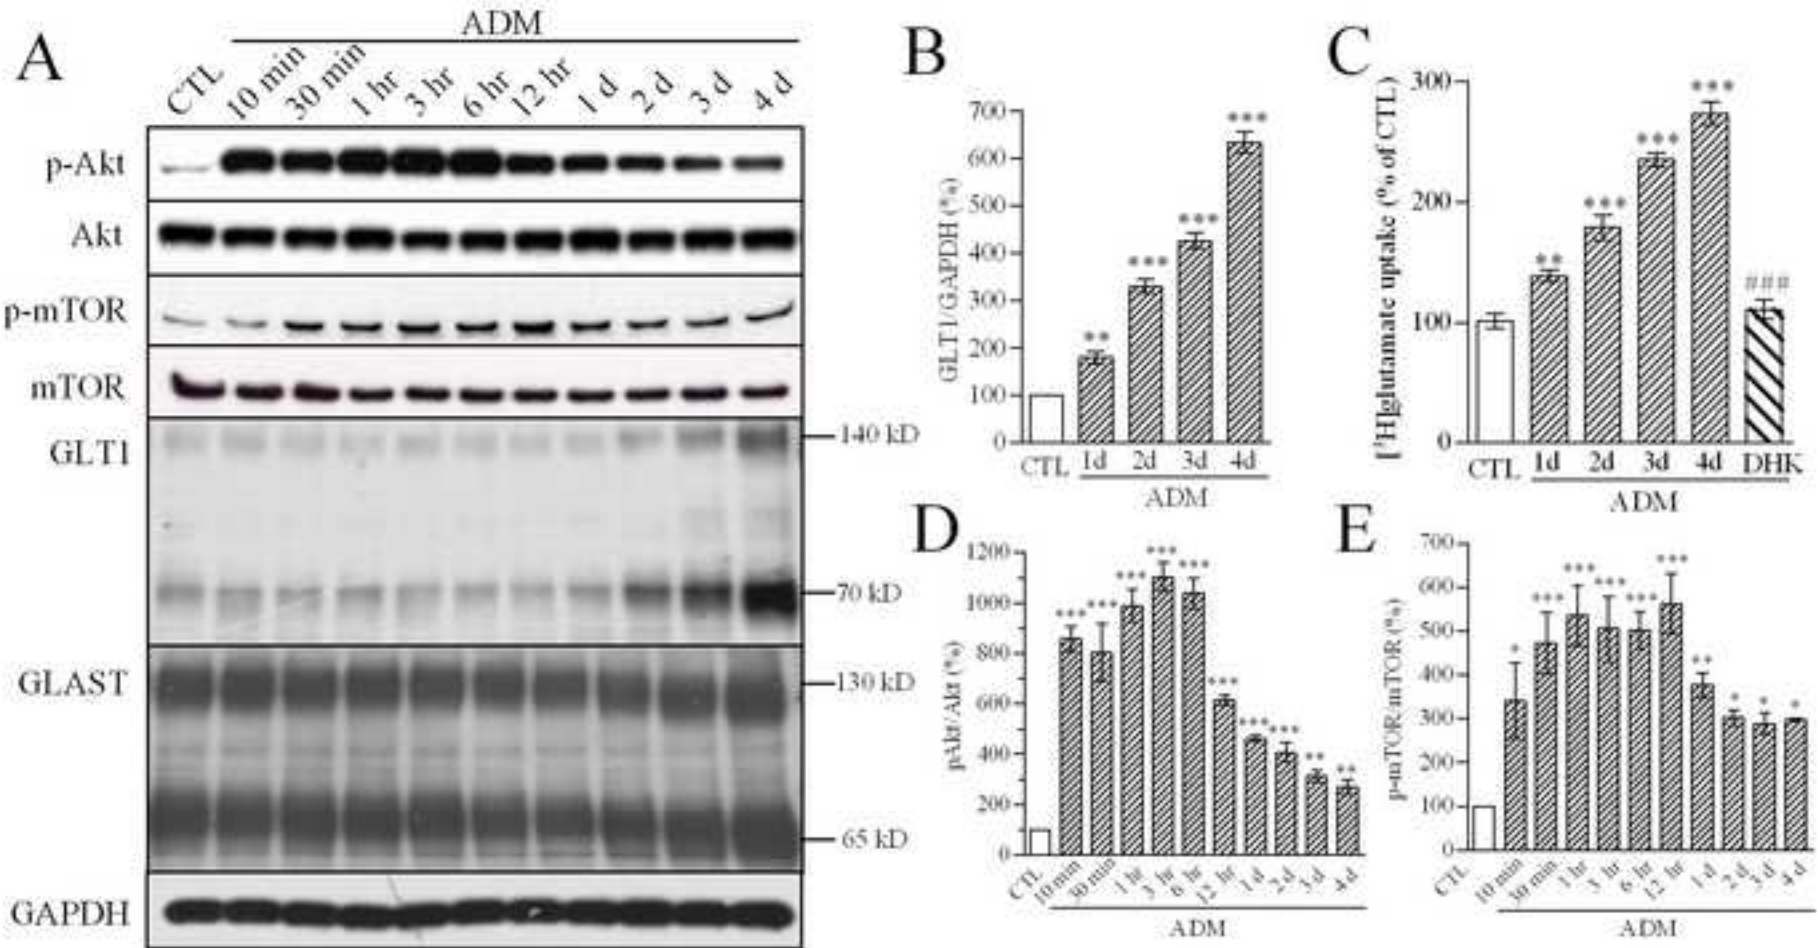 A
ADM
CTL 10 min 30 min 1 hr 3 hr 6 hr 12 hr 1 d 2 d 3 d 4 d
p-Akt
Akt
p-mTOR
mTOR
GLT1
140 kD
70 kD
GLAST
130 kD
65 kD
GAPDH
B
GLT1/GAPDH (%)
700
600
500
400
300
200
100
0
** *** *** ***
CTL 1d 2d 3d 4d
ADM
C
[³H]glutamate uptake (% of CTL)
300
200
100
0
** *** *** *** ###
CTL 1d 2d 3d 4d DHK
ADM
D
pAkt/Akt (%)
1200
1000
800
600
400
200
0
*** *** *** *** *** *** *** *** ** **
CTL 10 min 30 min 1 hr 3 hr 6 hr 12 hr 1 d 2 d 3 d 4 d
ADM
E
p-mTOR/mTOR (%)
700
600
500
400
300
200
100
0
* *** *** *** *** *** ** * * *
CTL 10 min 30 min 1 hr 3 hr 6 hr 12 hr 1 d 2 d 3 d 4 d
ADM